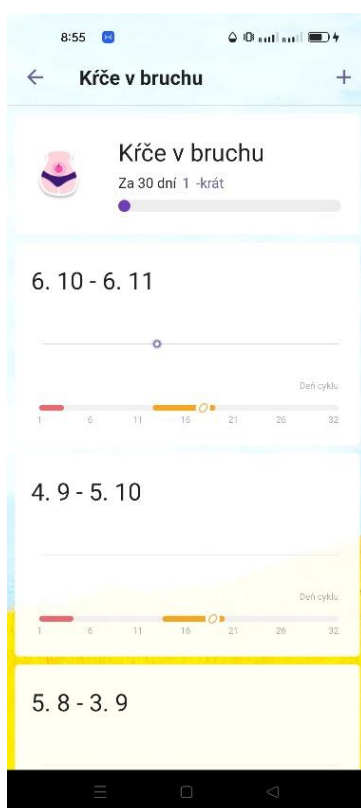 8:55
Kŕče v bruchu
Kŕče v bruchu
Za 30 dní 1 -krát
6. 10 - 6. 11
Deň cyklu
1 6 11 16 21 26 32
4. 9 - 5. 10
Deň cyklu
1 6 11 16 21 26 32
5. 8 - 3. 9